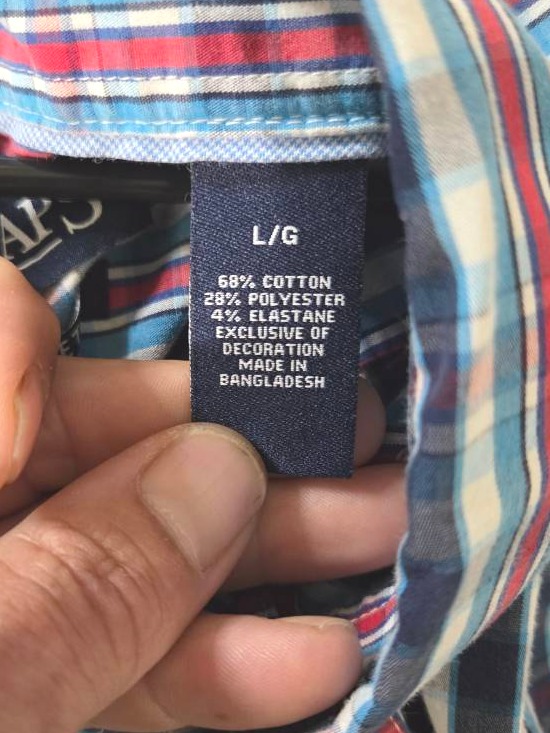 L/G
68% COTTON
28% POLYESTER
4% ELASTANE
EXCLUSIVE OF
DECORATION
MADE IN
BANGLADESH